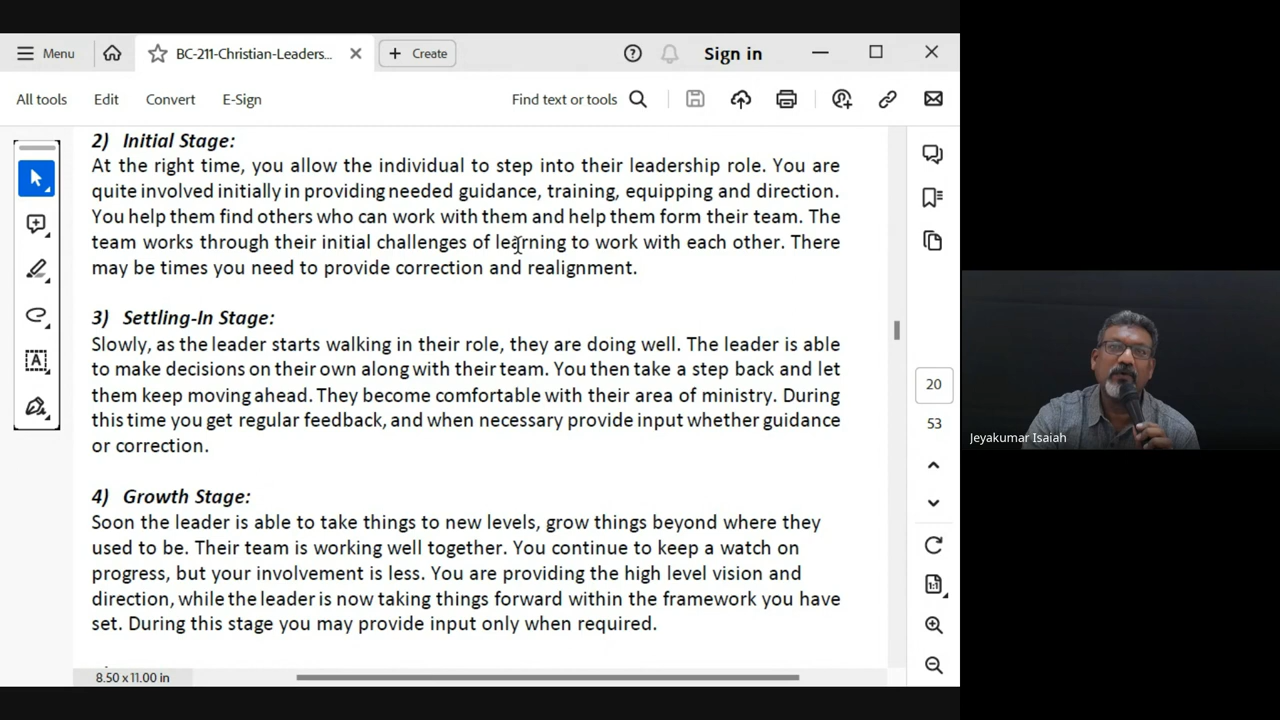 Menu
BC-211-Christian-Leaders...
Create
Sign in
All tools
Edit
Convert
E-Sign
Find text or tools
2) Initial Stage:
At the right time, you allow the individual to step into their leadership role. You are
quite involved initially in providing needed guidance, training, equipping and direction.
You help them find others who can work with them and help them form their team. The
team works through their initial challenges of learning to work with each other. There
may be times you need to provide correction and realignment.
3) Settling-In Stage:
Slowly, as the leader starts walking in their role, they are doing well. The leader is able
to make decisions on their own along with their team. You then take a step back and let
them keep moving ahead. They become comfortable with their area of ministry. During
this time you get regular feedback, and when necessary provide input whether guidance
or correction.
4) Growth Stage:
Soon the leader is able to take things to new levels, grow things beyond where they
used to be. Their team is working well together. You continue to keep a watch on
progress, but your involvement is less. You are providing the high level vision and
direction, while the leader is now taking things forward within the framework you have
set. During this stage you may provide input only when required.
8.50 x 11.00 in
20
53
1:1
Jeyakumar Isaiah